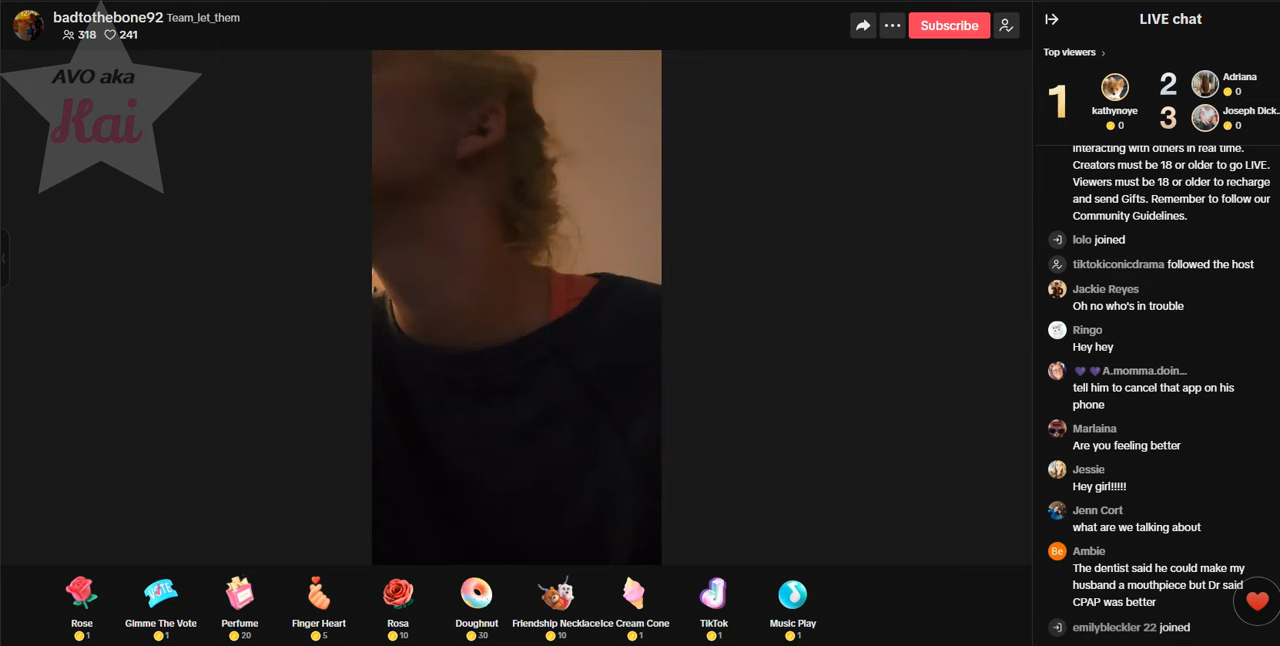 badtothebone92 Team_let_them
318 241
Subscribe
AVO aka
Kai
LIVE chat
Top viewers
1
kathynoye
0
2
Adriana
0
3
Joseph Dick..
0
interacting with others in real time.
Creators must be 18 or older to go LIVE.
Viewers must be 18 or older to recharge
and send Gifts. Remember to follow our
Community Guidelines.
lolo joined
tiktokiconicdrama followed the host
Jackie Reyes
Oh no who's in trouble
Ringo
Hey hey
A.momma.doin...
tell him to cancel that app on his
phone
Marlaina
Are you feeling better
Jessie
Hey girl!!!!!
Jenn Cort
what are we talking about
Be Ambie
The dentist said he could make my
husband a mouthpiece but Dr said
CPAP was better
emilybleckler 22 joined
VOTE
Rose
1
Gimme The Vote
1
Perfume
20
Finger Heart
5
Rosa
10
Doughnut
30
Friendship Necklace
10
Ice Cream Cone
1
TikTok
1
Music Play
1